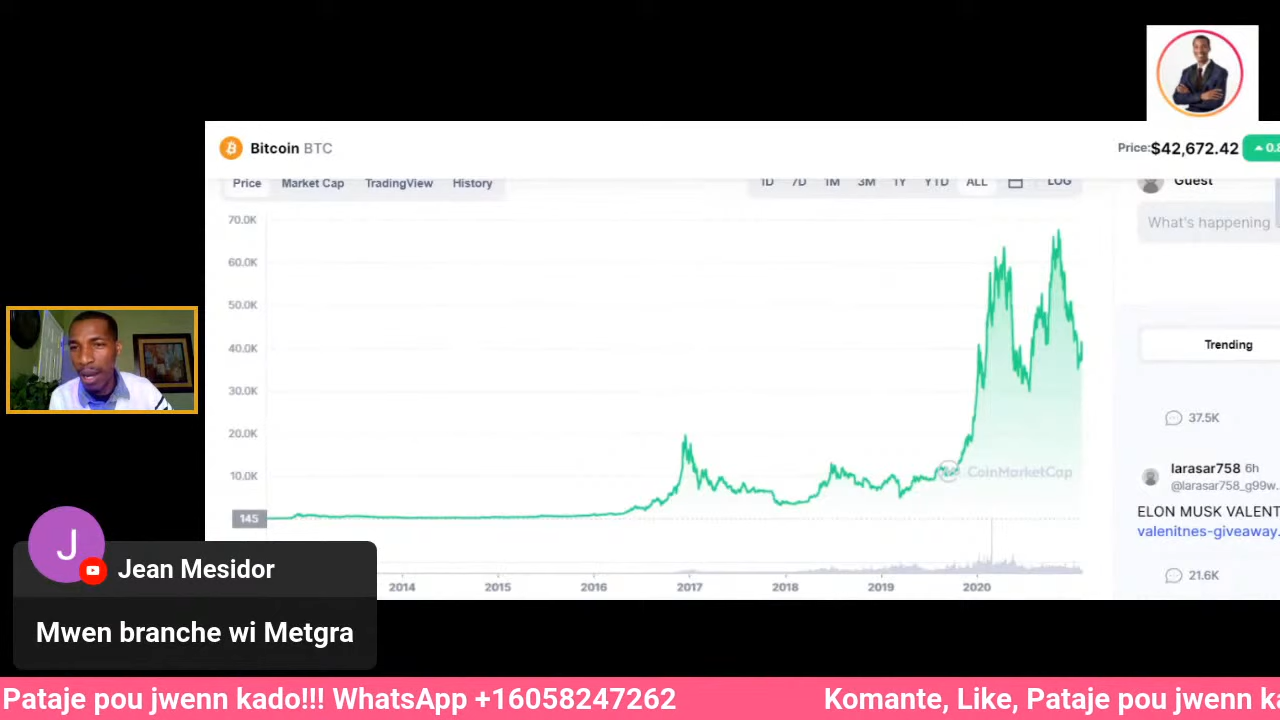 Bitcoin BTC
Price:$42,672.42
0.8
Price Market Cap TradingView History
1D 7D 1M 3M 1Y YTD ALL LOG
Guest
What's happening
70.0K
60.0K
50.0K
40.0K
30.0K
20.0K
10.0K
145
CoinMarketCap
2014 2015 2016 2017 2018 2019 2020
Trending
37.5K
larasar758 6h
@larasar758_g99w...
ELON MUSK VALENT
valenitnes-giveaway.
21.6K
J
Jean Mesidor
Mwen branche wi Metgra
Pataje pou jwenn kado!!! WhatsApp +16058247262
Komante, Like, Pataje pou jwenn ka